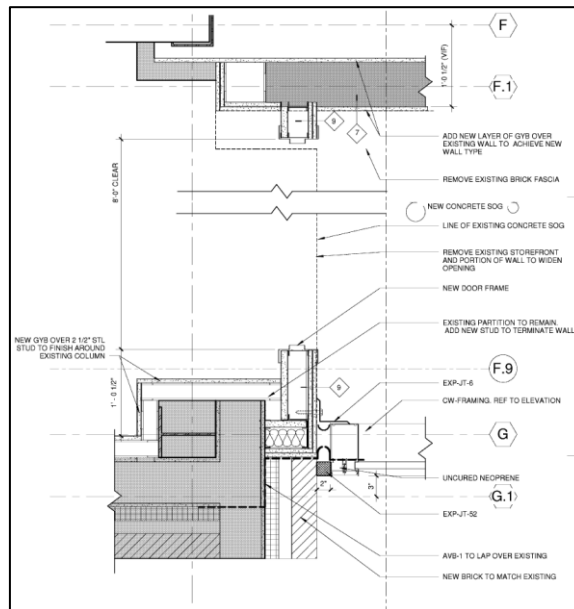 F
1'-0 1/2" (VIF)
F.1
9
7
ADD NEW LAYER OF GYB OVER
EXISTING WALL TO ACHIEVE NEW
WALL TYPE
REMOVE EXISTING BRICK FASCIA
8'-0" CLEAR
NEW CONCRETE SOG
LINE OF EXISTING CONCRETE SOG
REMOVE EXISTING STOREFRONT
AND PORTION OF WALL TO WIDEN
OPENING
NEW DOOR FRAME
EXISTING PARTITION TO REMAIN.
ADD NEW STUD TO TERMINATE WALL
NEW GYB OVER 2 1/2" STL
STUD TO FINISH AROUND
EXISTING COLUMN
F.9
9
EXP-JT-6
1'-0 1/2"
CW-FRAMING. REF TO ELEVATION
G
UNCURED NEOPRENE
2"
3"
G.1
EXP-JT-52
AVB-1 TO LAP OVER EXISTING
NEW BRICK TO MATCH EXISTING